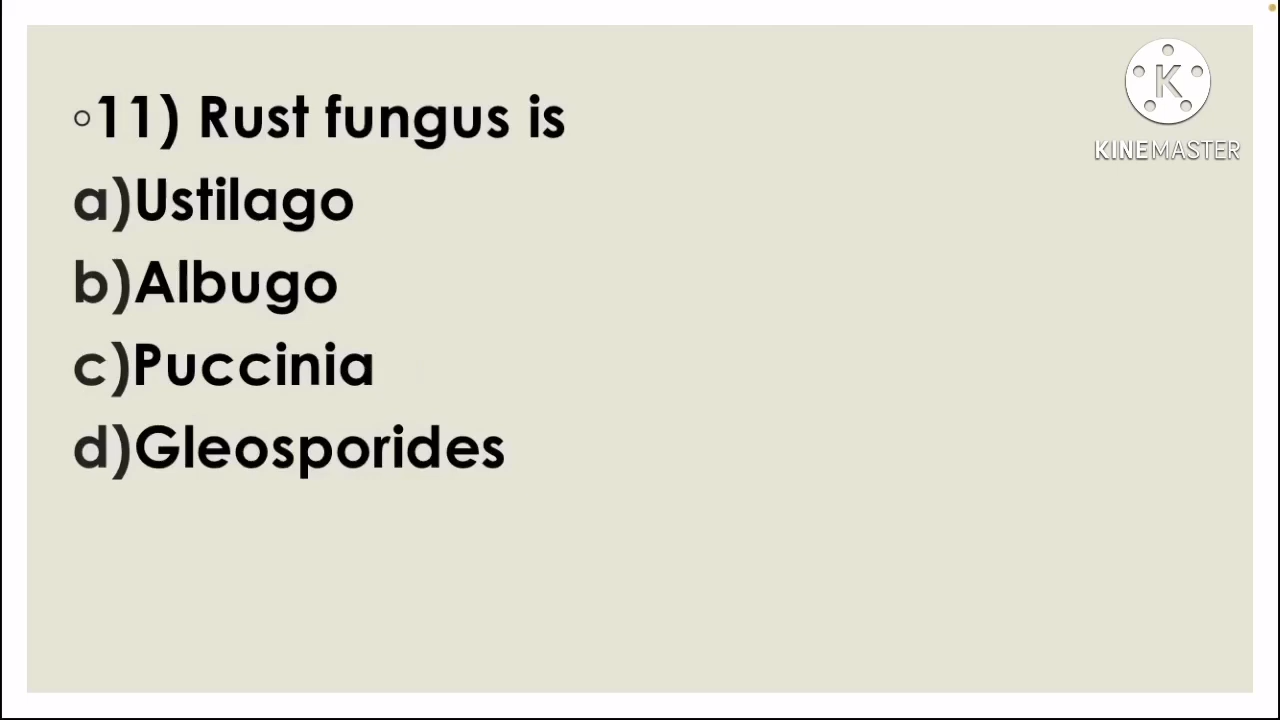 ◦11) Rust fungus is
a)Ustilago
b)Albugo
c)Puccinia
d)Gleosporides
K
KINEMASTER